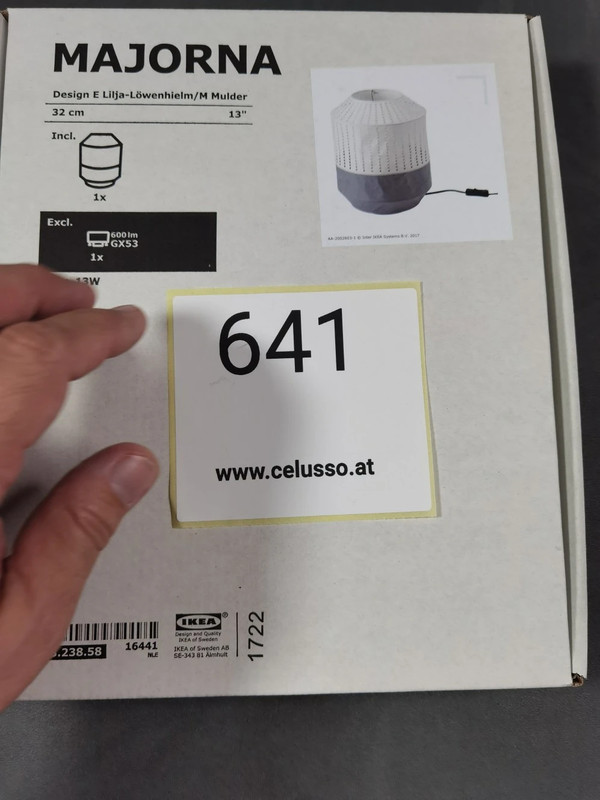 MAJORNA
Design E Lilja-Löwenhielm/M Mulder
32 cm 13"
Incl.
1x
Excl.
600 lm
GX53
1x
13W
641
www.celusso.at
.238.58
16441
NLE
IKEA®
Design and Quality
IKEA of Sweden
IKEA of Sweden AB
SE-343 81 Älmhult
1722